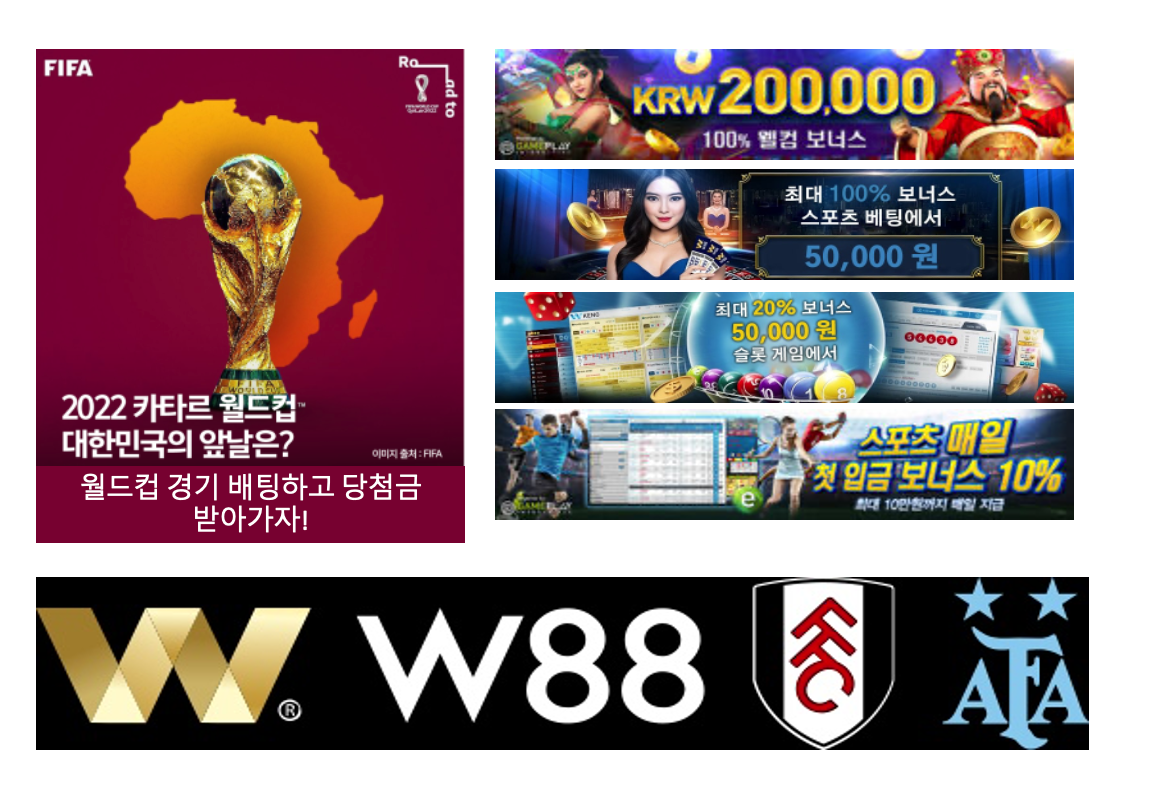 FIFA
Ro
ad to
2022 카타르 월드컵™
대한민국의 앞날은?
이미지 출처 : FIFA
월드컵 경기 배팅하고 당첨금
받아가자!
KRW 200,000
100% 웰컴 보너스
GAMEPLAY
최대 100% 보너스
스포츠 베팅에서
50,000 원
KENO
최대 20% 보너스
50,000 원
슬롯 게임에서
스포츠 매일
첫 입금 보너스 10%
최대 10만원까지 매일 지급
GAMEPLAY
W ®
W88
FFC
AFA